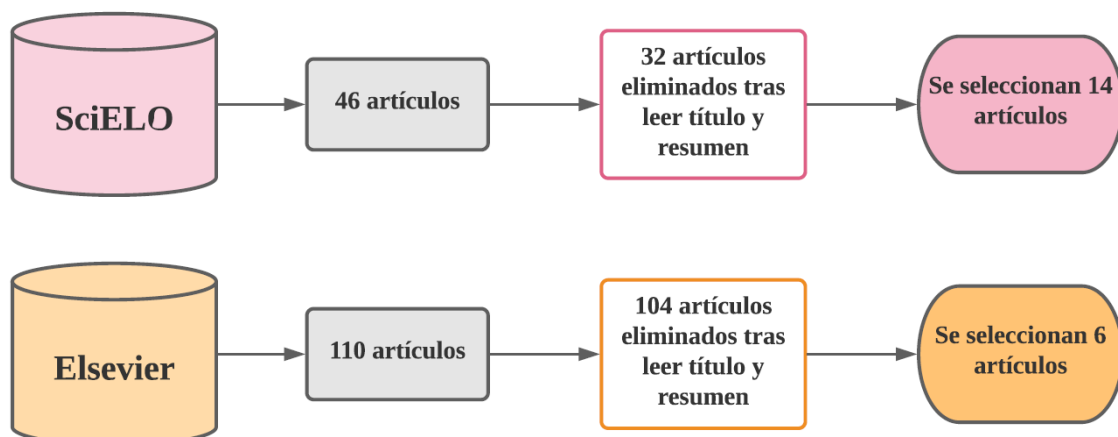 SciELO
46 artículos
32 artículos
eliminados tras
leer título y
resumen
Se seleccionan 14
artículos
Elsevier
110 artículos
104 artículos
eliminados tras
leer título y
resumen
Se seleccionan 6
artículos